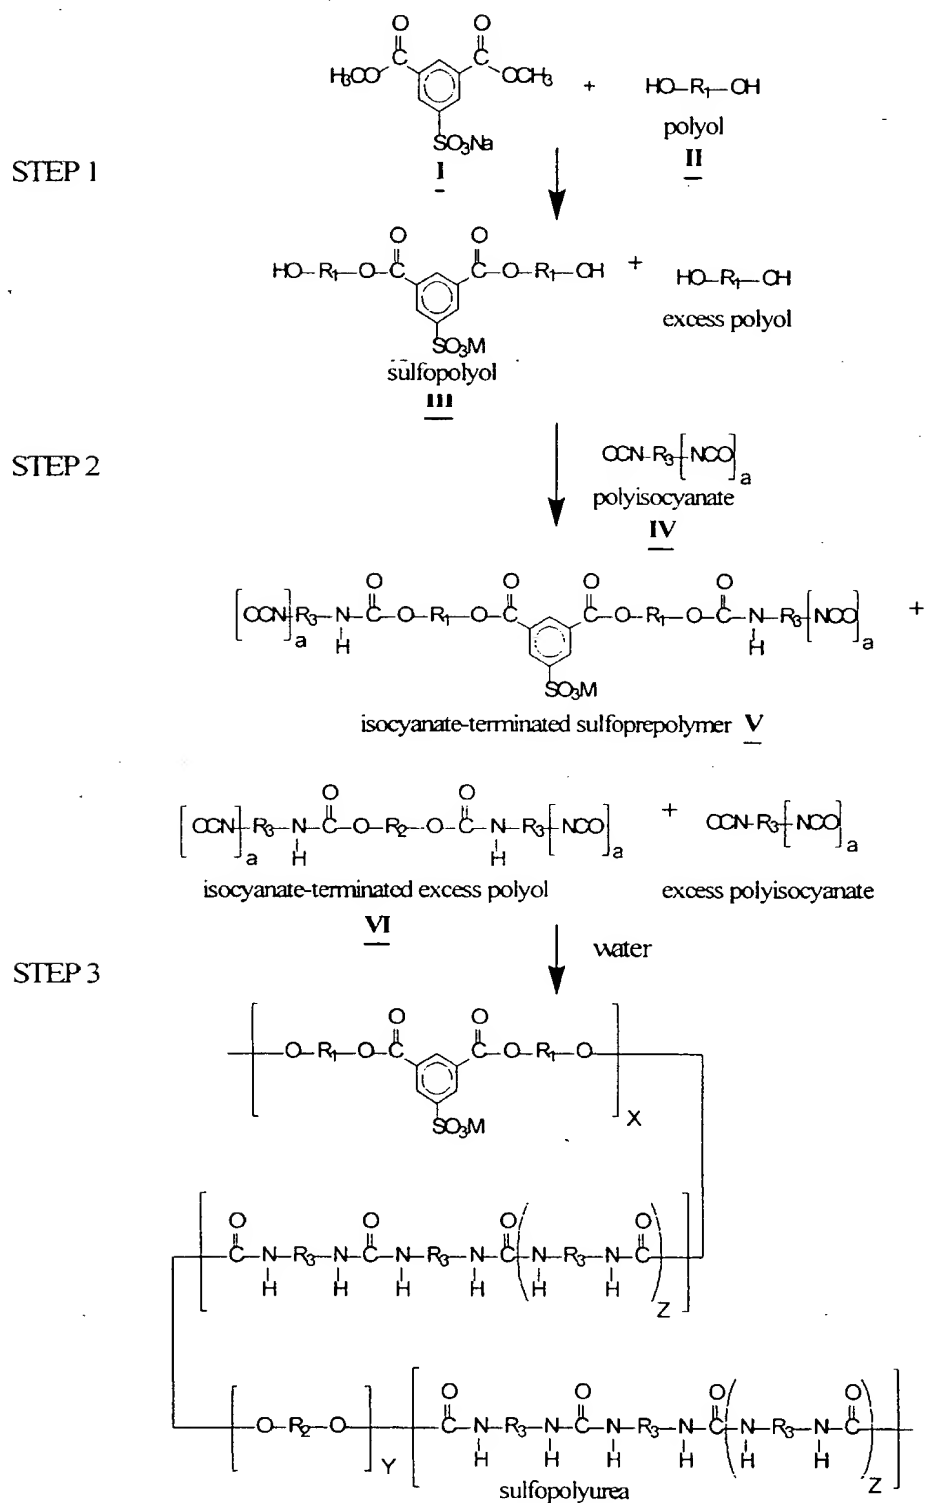 O O
C C
H₃CO OCH₃ + HO–R₁–OH
polyol
SO₃Na
I II
STEP 1
O O
HO–R₁–O–C C–O–R₁–OH + HO–R₁–OH
excess polyol
SO₃M
sulfopolyol
III
STEP 2
OCN–R₃[NCO]a
polyisocyanate
IV
O O O O
[OCN]a R₃–N–C–O–R₁–O–C C–O–R₁–O–C–N–R₃[NCO]a +
H H
SO₃M
isocyanate-terminated sulfoprepolymer V
O O
[OCN]a R₃–N–C–O–R₂–O–C–N–R₃[NCO]a + OCN–R₃[NCO]a
H H
isocyanate-terminated excess polyol excess polyisocyanate
VI
water
STEP 3
O O
[O–R₁–O–C C–O–R₁–O]X
SO₃M
O O O O
[C–N–R₃–N–C–N–R₃–N–C(N–R₃–N–C)Z]
H H H H H H
O O O O
[O–R₂–O]Y [C–N–R₃–N–C–N–R₃–N–C(N–R₃–N–C)Z]
H H H H H H
sulfopolyurea